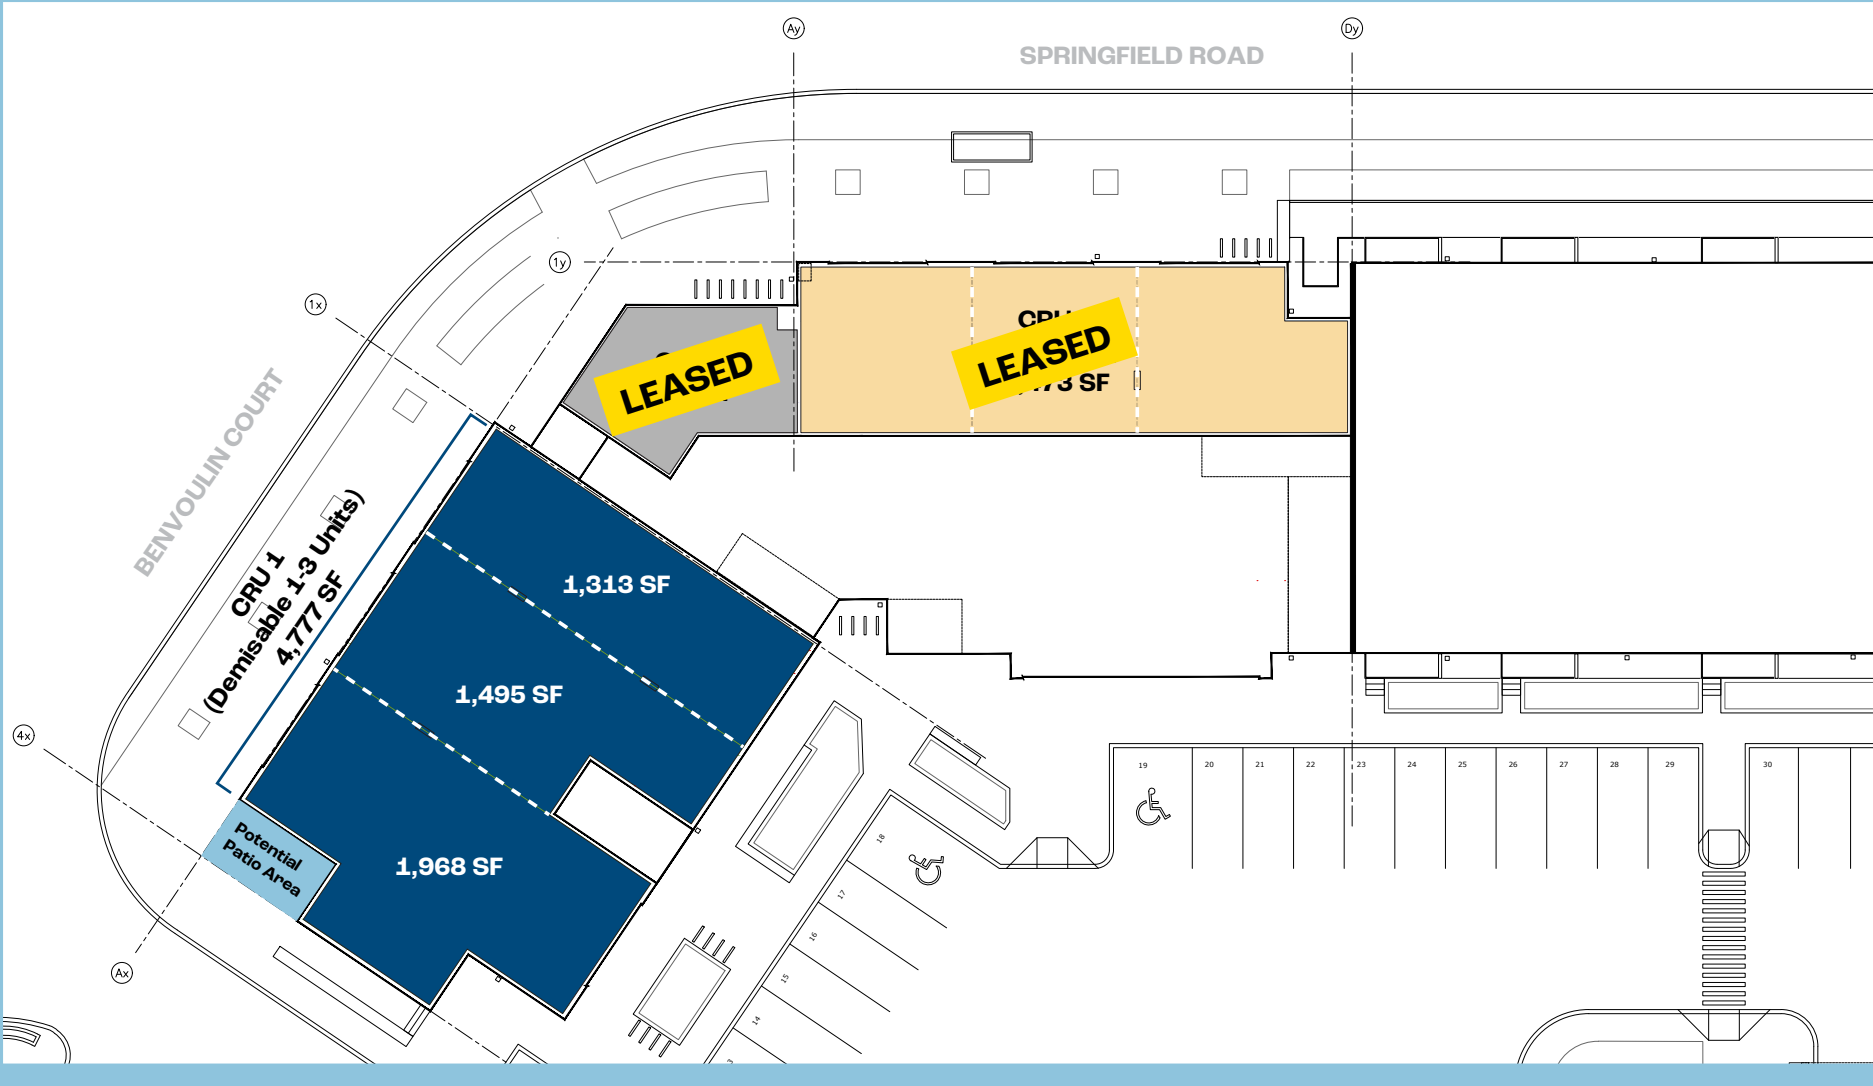 Ay
Dy
SPRINGFIELD ROAD
1y
1x
LEASED
LEASED
SF
BENVOULIN COURT
CRU 1
(Demisable 1-3 Units)
4,777 SF
1,313 SF
1,495 SF
1,968 SF
Potential
Patio Area
4x
Ax
19
20
21
22
23
24
25
26
27
28
29
30
18
17
16
15
14